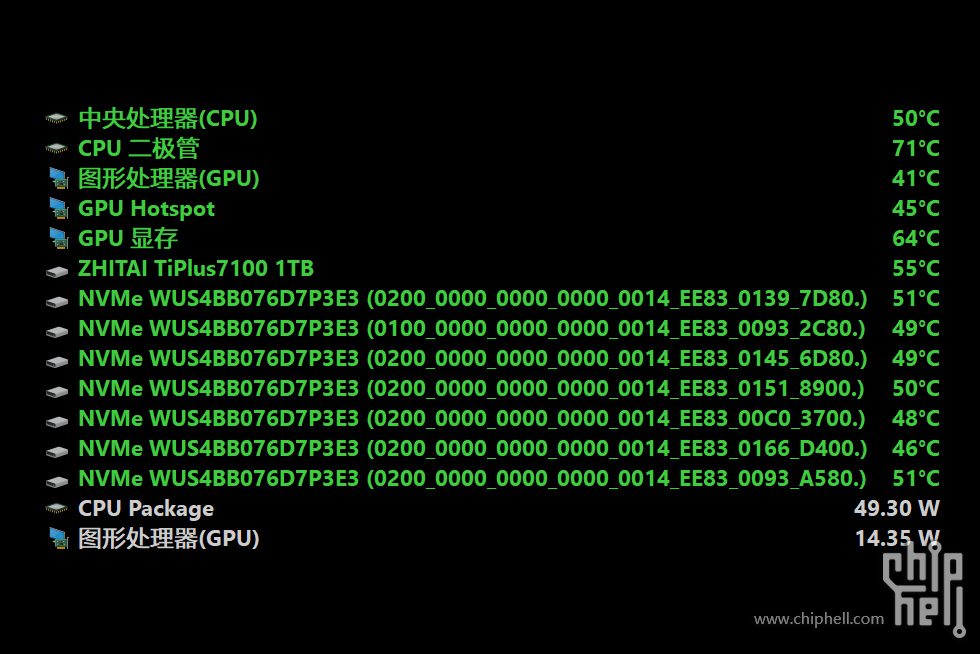 中央处理器(CPU) 50°C
CPU 二极管 71°C
图形处理器(GPU) 41°C
GPU Hotspot 45°C
GPU 显存 64°C
ZHITAI TiPlus7100 1TB 55°C
NVMe WUS4BB076D7P3E3 (0200_0000_0000_0000_0014_EE83_0139_7D80.) 51°C
NVMe WUS4BB076D7P3E3 (0100_0000_0000_0000_0014_EE83_0093_2C80.) 49°C
NVMe WUS4BB076D7P3E3 (0200_0000_0000_0000_0014_EE83_0145_6D80.) 49°C
NVMe WUS4BB076D7P3E3 (0200_0000_0000_0000_0014_EE83_0151_8900.) 50°C
NVMe WUS4BB076D7P3E3 (0200_0000_0000_0000_0014_EE83_00C0_3700.) 48°C
NVMe WUS4BB076D7P3E3 (0200_0000_0000_0000_0014_EE83_0166_D400.) 46°C
NVMe WUS4BB076D7P3E3 (0200_0000_0000_0000_0014_EE83_0093_A580.) 51°C
CPU Package 49.30 W
图形处理器(GPU) 14.35 W
www.chiphell.com
chip
hell